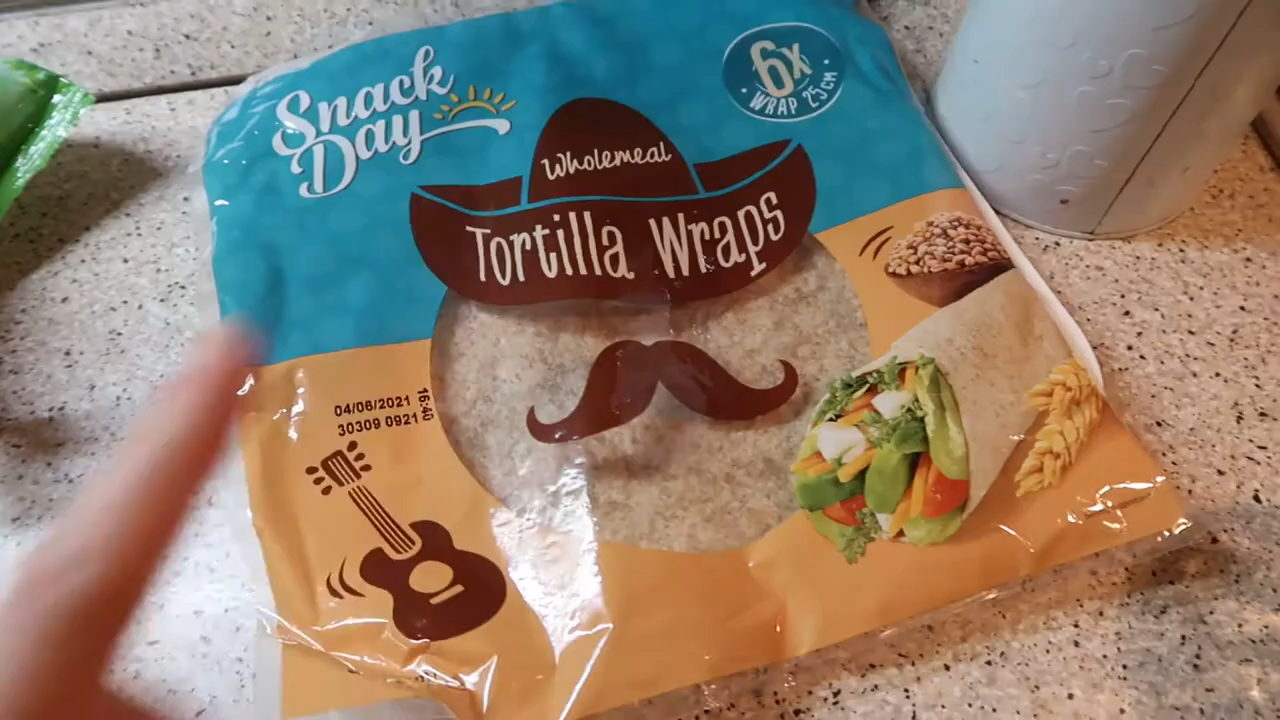 Snack
Day
6x
WRAP 25CM
Wholemeal
Tortilla Wraps
04/06/2021 16:40
30309 0921